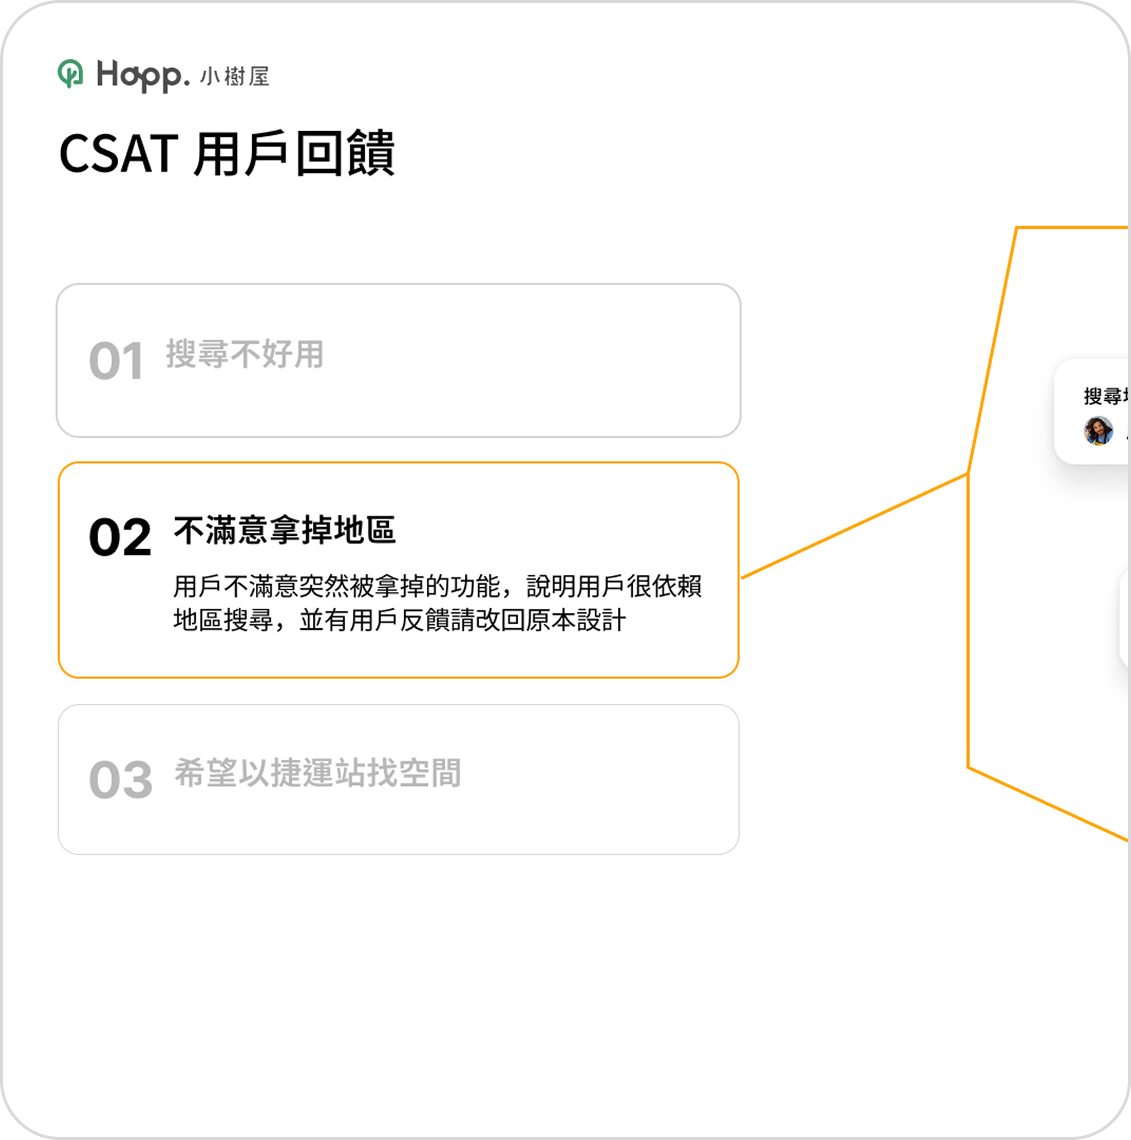 Happ. 小樹屋
CSAT 用戶回饋
01 搜尋不好用
02 不滿意拿掉地區
用戶不滿意突然被拿掉的功能，說明用戶很依賴
地區搜尋，並有用戶反饋請改回原本設計
03 希望以捷運站找空間
搜尋